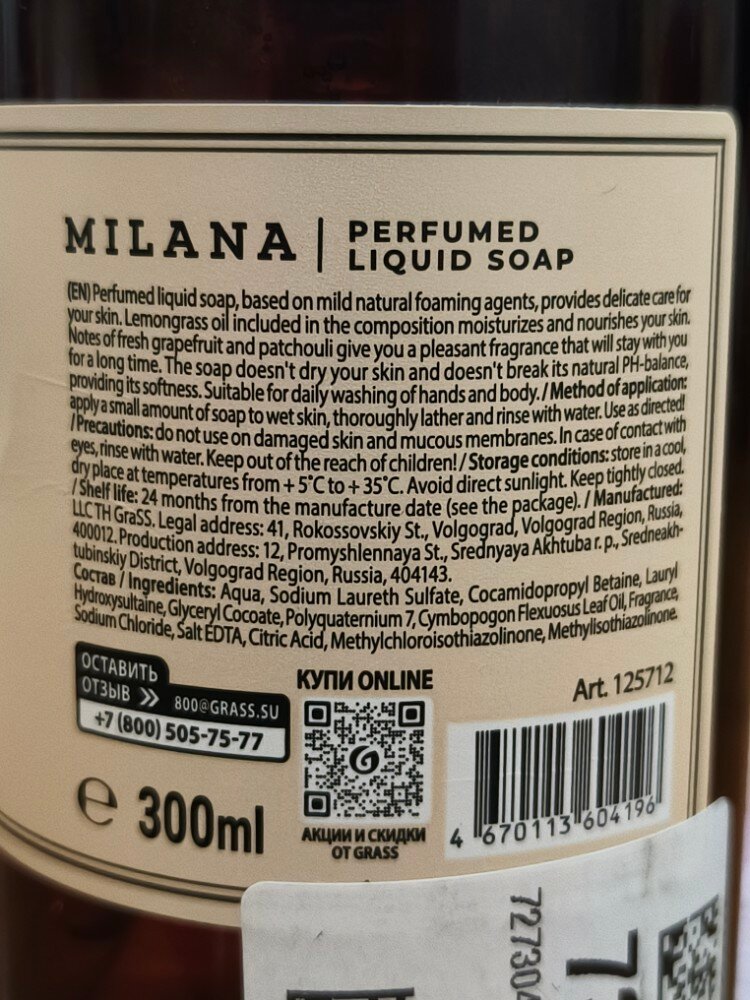 MILANA | PERFUMED
LIQUID SOAP
(EN) Perfumed liquid soap, based on mild natural foaming agents, provides delicate care for
your skin. Lemongrass oil included in the composition moisturizes and nourishes your skin.
Notes of fresh grapefruit and patchouli give you a pleasant fragrance that will stay with you
for a long time. The soap doesn't dry your skin and doesn't break its natural PH-balance,
providing its softness. Suitable for daily washing of hands and body. / Method of application:
apply a small amount of soap to wet skin, thoroughly lather and rinse with water. Use as directed!
/ Precautions: do not use on damaged skin and mucous membranes. In case of contact with
eyes, rinse with water. Keep out of the reach of children! / Storage conditions: store in a cool,
dry place at temperatures from + 5°C to + 35°C. Avoid direct sunlight. Keep tightly closed.
/ Shelf life: 24 months from the manufacture date (see the package). / Manufactured:
LLC TH GraSS. Legal address: 41, Rokossovskiy St., Volgograd, Volgograd Region, Russia,
400012. Production address: 12, Promyshlennaya St., Srednyaya Akhtuba r. p., Sredneakh-
tubinskiy District, Volgograd Region, Russia, 404143.
Состав / Ingredients: Aqua, Sodium Laureth Sulfate, Cocamidopropyl Betaine, Lauryl
Hydroxysultaine, Glyceryl Cocoate, Polyquaternium 7, Cymbopogon Flexuosus Leaf Oil, Fragrance,
Sodium Chloride, Salt EDTA, Citric Acid, Methylchloroisothiazolinone, Methylisothiazolinone.
ОСТАВИТЬ
ОТЗЫВ >> 800@GRASS.SU
+7 (800) 505-75-77
КУПИ ONLINE
АКЦИИ И СКИДКИ
ОТ GRASS
Art. 125712
4 670113 604196
℮ 300ml